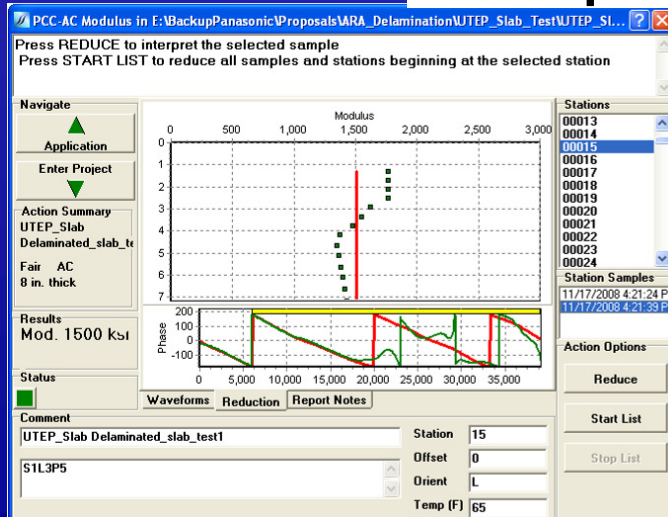 PCC-AC Modulus in E:\BackupPanasonic\Proposals\ARA_Delamination\UTEP_Slab_Test\UTEP_Sl...
Press REDUCE to interpret the selected sample
Press START LIST to reduce all samples and stations beginning at the selected station
Navigate
Application
Enter Project
Action Summary
UTEP_Slab
Delaminated_slab_te
Fair AC
8 in. thick
Results
Mod. 1500 ksi
Status
Modulus
0 500 1,000 1,500 2,000 2,500 3,000
0
1
2
3
4
5
6
7
Phase
200
100
0
-100
0 5,000 10,000 15,000 20,000 25,000 30,000 35,000
Waveforms Reduction Report Notes
Stations
00013
00014
00015
00016
00017
00018
00019
00020
00021
00022
00023
00024
Station Samples
11/17/2008 4:21:24 P
11/17/2008 4:21:39 P
Action Options
Reduce
Start List
Stop List
Comment
UTEP_Slab Delaminated_slab_test1
S1L3P5
Station 15
Offset 0
Orient L
Temp (F) 65